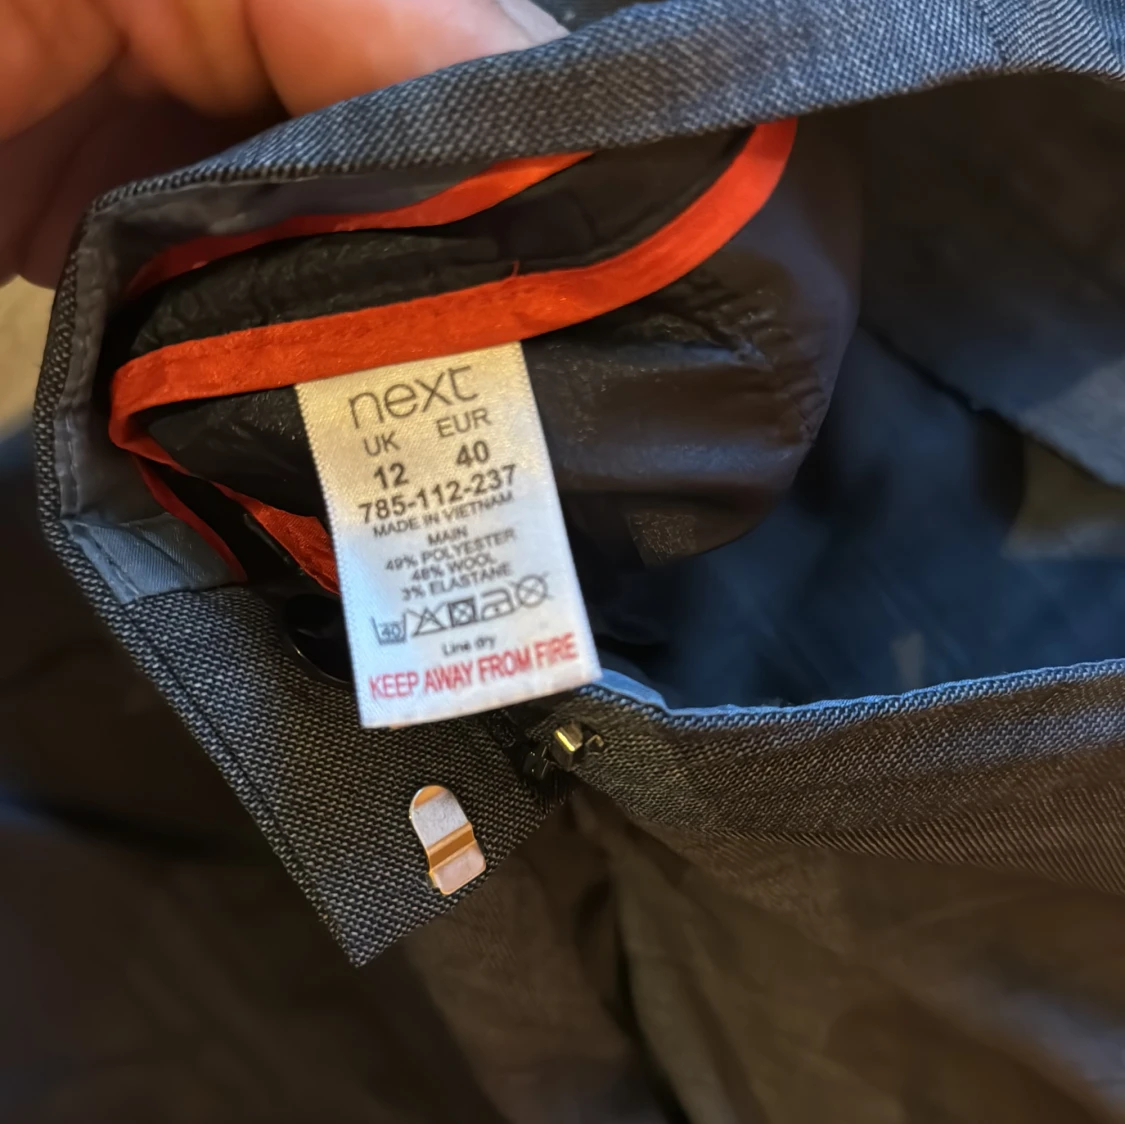 next
UK EUR
12 40
785-112-237
MADE IN VIETNAM
MAIN
49% POLYESTER
48% WOOL
3% ELASTANE
40
Line dry
KEEP AWAY FROM FIRE